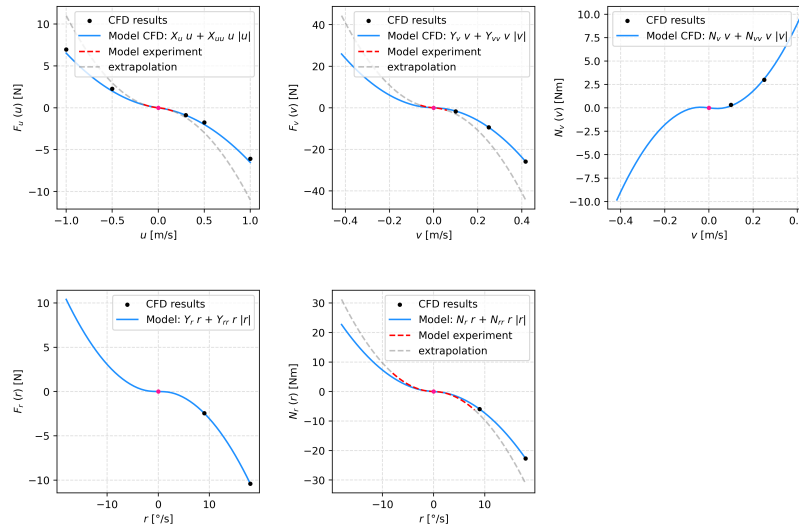 CFD results
Model CFD: X_u u + X_uu u |u|
Model experiment
extrapolation
10
5
0
−5
−10
F_u (u) [N]
−1.0 −0.5 0.0 0.5 1.0
u [m/s]
CFD results
Model CFD: Y_v v + Y_vv v |v|
Model experiment
extrapolation
40
20
0
−20
−40
F_v (v) [N]
−0.4 −0.2 0.0 0.2 0.4
v [m/s]
CFD results
Model CFD: N_v v + N_vv v |v|
10.0
7.5
5.0
2.5
0.0
−2.5
−5.0
−7.5
−10.0
N_v (v) [Nm]
−0.4 −0.2 0.0 0.2 0.4
v [m/s]
CFD results
Model: Y_r r + Y_rr r |r|
10
5
0
−5
−10
F_r (r) [N]
0 10
−10
r [°/s]
CFD results
Model: N_r r + N_rr r |r|
Model experiment
extrapolation
30
20
10
0
−10
−20
−30
N_r (r) [Nm]
−10 0 10
r [°/s]